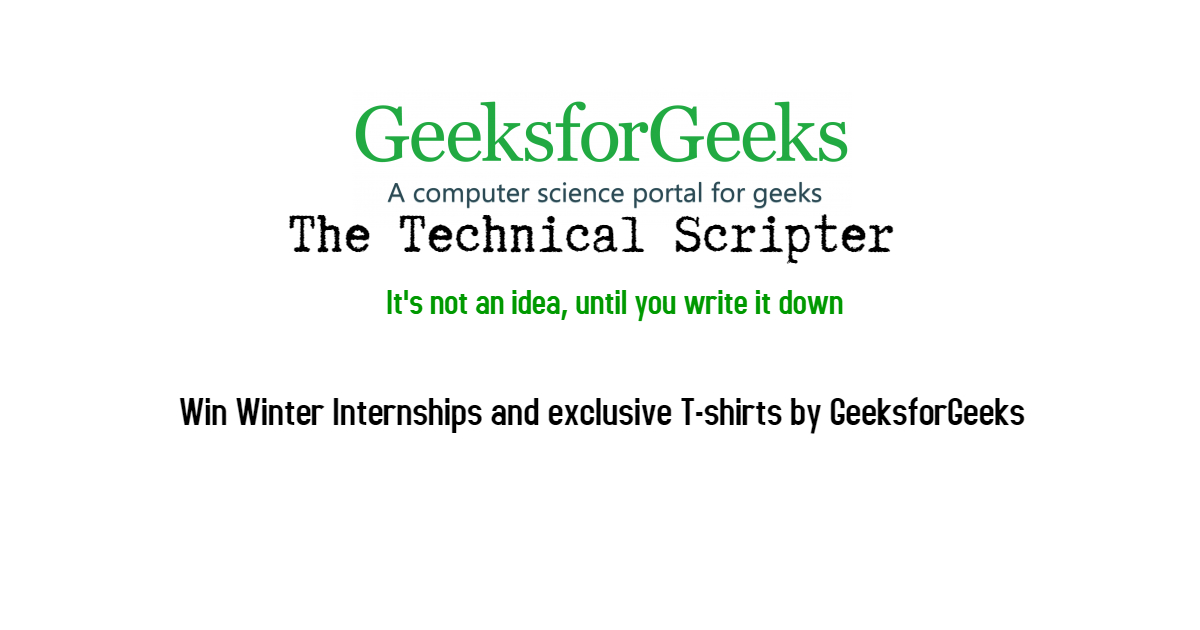 GeeksforGeeks
A computer science portal for geeks
The Technical Scripter
It's not an idea, until you write it down
Win Winter Internships and exclusive T-shirts by GeeksforGeeks